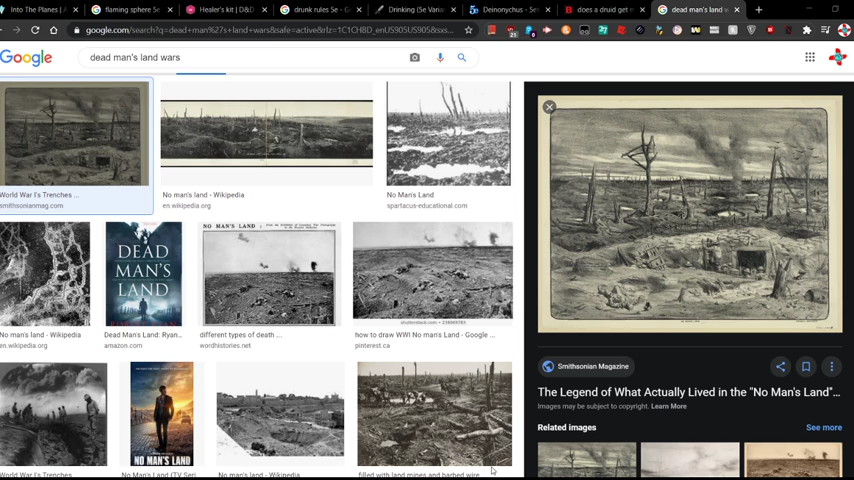 Into The Planes | A
flaming sphere 5e
Healer's kit | D&D
drunk rules 5e - G
Drinking (5e Varia
Deinonychus - Se
does a druid get m
dead man's land w
google.com/search?q=dead+man%27s+land+wars&safe=active&rlz=1C1CHBD_enUS905US905&sxs
Google
dead man's land wars
World War I's Trenches ...
smithsonianmag.com
No man's land - Wikipedia
en.wikipedia.org
No Man's Land
spartacus-educational.com
DEAD
MAN'S
LAND
NO MAN'S LAND
No man's land - Wikipedia
en.wikipedia.org
Dead Man's Land: Ryan...
amazon.com
different types of death ...
wordhistories.net
how to draw WWI No man's Land - Google ...
pinterest.ca
NO MAN'S LAND
World War I's Trenches
No Man's Land (TV Seri
No man's land - Wikipedia
filled with land mines and barbed wire
Smithsonian Magazine
The Legend of What Actually Lived in the "No Man's Land"...
Images may be subject to copyright. Learn More
Related images
See more